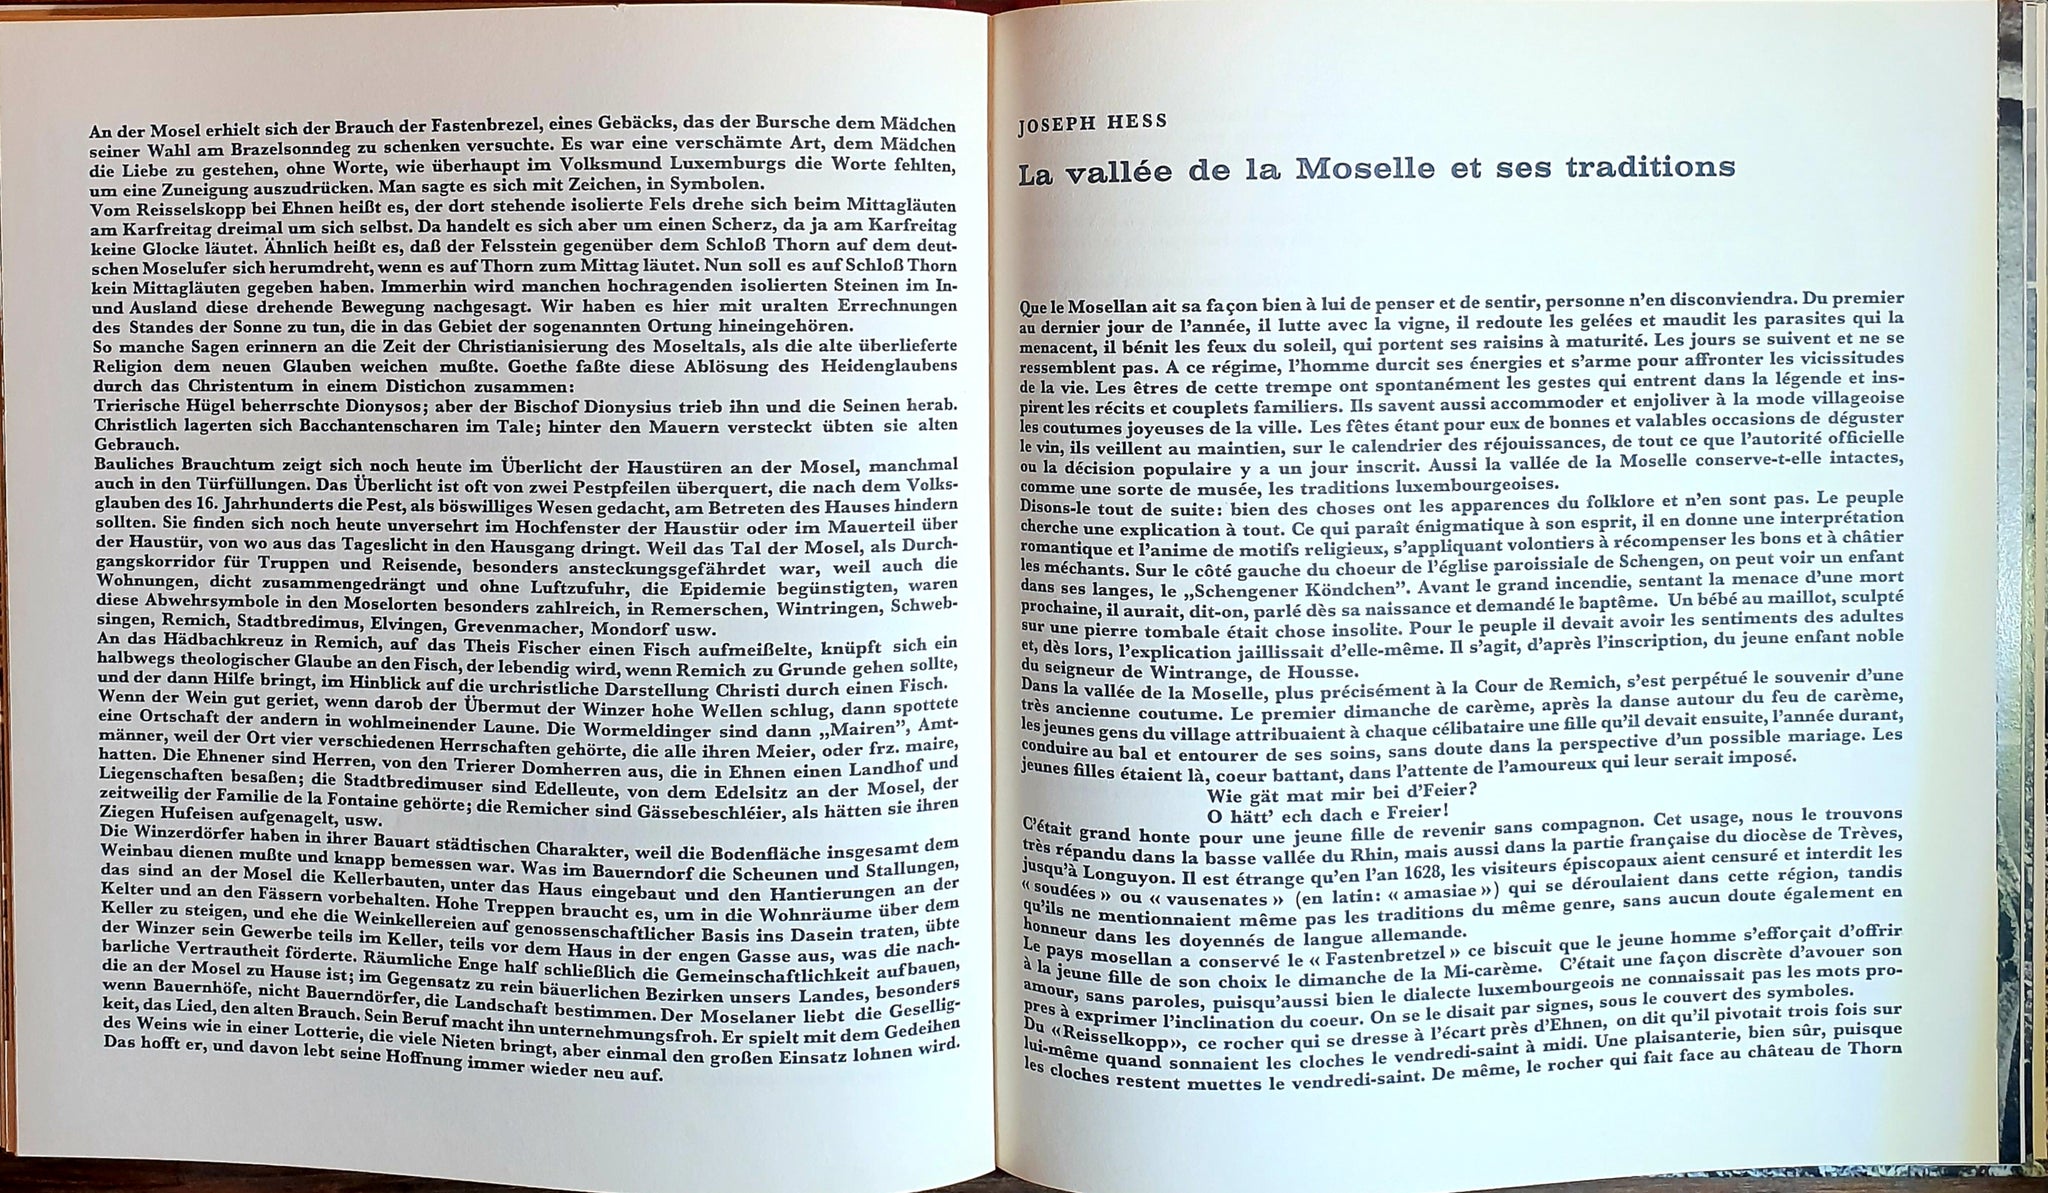 An der Mosel erhielt sich der Brauch der Fastenbrezel, eines Gebäcks, das der Bursche dem Mädchen
seiner Wahl am Brazelsonndeg zu schenken versuchte. Es war eine verschämte Art, dem Mädchen
die Liebe zu gestehen, ohne Worte, wie überhaupt im Volksmund Luxemburgs die Worte fehlten,
um eine Zuneigung auszudrücken. Man sagte es sich mit Zeichen, in Symbolen.
Vom Reisselskopp bei Ehnen heißt es, der dort stehende isolierte Fels drehe sich beim Mittagläuten
am Karfreitag dreimal um sich selbst. Da handelt es sich aber um einen Scherz, da ja am Karfreitag
keine Glocke läutet. Ähnlich heißt es, daß der Felsstein gegenüber dem Schloß Thorn auf dem deut-
schen Moselufer sich herumdreht, wenn es auf Thorn zum Mittag läutet. Nun soll es auf Schloß Thorn
kein Mittagläuten gegeben haben. Immerhin wird manchen hochragenden isolierten Steinen im In-
und Ausland diese drehende Bewegung nachgesagt. Wir haben es hier mit uralten Errechnungen
des Standes der Sonne zu tun, die in das Gebiet der sogenannten Ortung hineingehören.
So manche Sagen erinnern an die Zeit der Christianisierung des Moseltals, als die alte überlieferte
Religion dem neuen Glauben weichen mußte. Goethe faßte diese Ablösung des Heidenglaubens
durch das Christentum in einem Distichon zusammen:
Trierische Hügel beherrschte Dionysos; aber der Bischof Dionysius trieb ihn und die Seinen herab.
Christlich lagerten sich Bacchantenscharen im Tale; hinter den Mauern versteckt übten sie alten
Gebrauch.
Bauliches Brauchtum zeigt sich noch heute im Überlicht der Haustüren an der Mosel, manchmal
auch in den Türfüllungen. Das Überlicht ist oft von zwei Pestpfeilen überquert, die nach dem Volks-
glauben des 16. Jahrhunderts die Pest, als böswilliges Wesen gedacht, am Betreten des Hauses hindern
sollten. Sie finden sich noch heute unversehrt im Hochfenster der Haustür oder im Mauerteil über
der Haustür, von wo aus das Tageslicht in den Hausgang dringt. Weil das Tal der Mosel, als Durch-
gangskorridor für Truppen und Reisende, besonders ansteckungsgefährdet war, weil auch die
Wohnungen, dicht zusammengedrängt und ohne Luftzufuhr, die Epidemie begünstigten, waren
diese Abwehrsymbole in den Moselorten besonders zahlreich, in Remerschen, Wintringen, Schweb-
singen, Remich, Stadtbredimus, Elvingen, Grevenmacher, Mondorf usw.
An das Hädbachkreuz in Remich, auf das Theis Fischer einen Fisch aufmeißelte, knüpft sich ein
halbwegs theologischer Glaube an den Fisch, der lebendig wird, wenn Remich zu Grunde gehen sollte,
und der dann Hilfe bringt, im Hinblick auf die urchristliche Darstellung Christi durch einen Fisch.
Wenn der Wein gut geriet, wenn darob der Übermut der Winzer hohe Wellen schlug, dann spottete
eine Ortschaft der andern in wohlmeinender Laune. Die Wormeldinger sind dann „Mairen”, Amt-
männer, weil der Ort vier verschiedenen Herrschaften gehörte, die alle ihren Meier, oder frz. maire,
hatten. Die Ehnener sind Herren, von den Trierer Domherren aus, die in Ehnen einen Landhof und
Liegenschaften besaßen; die Stadtbredimuser sind Edelleute, von dem Edelsitz an der Mosel, der
zeitweilig der Familie de la Fontaine gehörte; die Remicher sind Gässebeschléier, als hätten sie ihren
Ziegen Hufeisen aufgenagelt, usw.
Die Winzerdörfer haben in ihrer Bauart städtischen Charakter, weil die Bodenfläche insgesamt dem
Weinbau dienen mußte und knapp bemessen war. Was im Bauerndorf die Scheunen und Stallungen,
das sind an der Mosel die Kellerbauten, unter das Haus eingebaut und den Hantierungen an der
Kelter und an den Fässern vorbehalten. Hohe Treppen braucht es, um in die Wohnräume über dem
Keller zu steigen, und ehe die Weinkellereien auf genossenschaftlicher Basis ins Dasein traten, übte
der Winzer sein Gewerbe teils im Keller, teils vor dem Haus in der engen Gasse aus, was die nach-
barliche Vertrautheit förderte. Räumliche Enge half schließlich die Gemeinschaftlichkeit aufbauen,
die an der Mosel zu Hause ist; im Gegensatz zu rein bäuerlichen Bezirken unsers Landes, besonders
wenn Bauernhöfe, nicht Bauerndörfer, die Landschaft bestimmen. Der Moselaner liebt die Gesellig-
keit, das Lied, den alten Brauch. Sein Beruf macht ihn unternehmungsfroh. Er spielt mit dem Gedeihen
des Weins wie in einer Lotterie, die viele Nieten bringt, aber einmal den großen Einsatz lohnen wird.
Das hofft er, und davon lebt seine Hoffnung immer wieder neu auf.
JOSEPH HESS
La vallée de la Moselle et ses traditions
Que le Mosellan ait sa façon bien à lui de penser et de sentir, personne n'en disconviendra. Du premier
au dernier jour de l'année, il lutte avec la vigne, il redoute les gelées et maudit les parasites qui la
menacent, il bénit les feux du soleil, qui portent ses raisins à maturité. Les jours se suivent et ne se
ressemblent pas. A ce régime, l'homme durcit ses énergies et s'arme pour affronter les vicissitudes
de la vie. Les êtres de cette trempe ont spontanément les gestes qui entrent dans la légende et ins-
pirent les récits et couplets familiers. Ils savent aussi accommoder et enjoliver à la mode villageoise
les coutumes joyeuses de la ville. Les fêtes étant pour eux de bonnes et valables occasions de déguster
le vin, ils veillent au maintien, sur le calendrier des réjouissances, de tout ce que l'autorité officielle
ou la décision populaire y a un jour inscrit. Aussi la vallée de la Moselle conserve-t-elle intactes,
comme une sorte de musée, les traditions luxembourgeoises.
Disons-le tout de suite: bien des choses ont les apparences du folklore et n'en sont pas. Le peuple
cherche une explication à tout. Ce qui paraît énigmatique à son esprit, il en donne une interprétation
romantique et l'anime de motifs religieux, s'appliquant volontiers à récompenser les bons et à châtier
les méchants. Sur le côté gauche du choeur de l'église paroissiale de Schengen, on peut voir un enfant
dans ses langes, le „Schengener Köndchen”. Avant le grand incendie, sentant la menace d'une mort
prochaine, il aurait, dit-on, parlé dès sa naissance et demandé le baptême. Un bébé au maillot, sculpté
sur une pierre tombale était chose insolite. Pour le peuple il devait avoir les sentiments des adultes
et, dès lors, l'explication jaillissait d'elle-même. Il s'agit, d'après l'inscription, du jeune enfant noble
du seigneur de Wintrange, de Housse.
Dans la vallée de la Moselle, plus précisément à la Cour de Remich, s'est perpétué le souvenir d'une
très ancienne coutume. Le premier dimanche de carème, après la danse autour du feu de carème,
les jeunes gens du village attribuaient à chaque célibataire une fille qu'il devait ensuite, l'année durant,
conduire au bal et entourer de ses soins, sans doute dans la perspective d'un possible mariage. Les
jeunes filles étaient là, coeur battant, dans l'attente de l'amoureux qui leur serait imposé.
Wie gät mat mir bei d'Feier?
O hätt' ech dach e Freier!
C'était grand honte pour une jeune fille de revenir sans compagnon. Cet usage, nous le trouvons
très répandu dans la basse vallée du Rhin, mais aussi dans la partie française du diocèse de Trèves,
jusqu'à Longuyon. Il est étrange qu'en l'an 1628, les visiteurs épiscopaux aient censuré et interdit les
« soudées » ou « vausenates » (en latin: « amasiae ») qui se déroulaient dans cette région, tandis
qu'ils ne mentionnaient même pas les traditions du même genre, sans aucun doute également en
honneur dans les doyennés de langue allemande.
Le pays mosellan a conservé le « Fastenbretzel » ce biscuit que le jeune homme s'efforçait d'offrir
à la jeune fille de son choix le dimanche de la Mi-carème. C'était une façon discrète d'avouer son
amour, sans paroles, puisqu'aussi bien le dialecte luxembourgeois ne connaissait pas les mots pro-
pres à exprimer l'inclination du coeur. On se le disait par signes, sous le couvert des symboles.
Du «Reisselkopp», ce rocher qui se dresse à l'écart près d'Ehnen, on dit qu'il pivotait trois fois sur
lui-même quand sonnaient les cloches le vendredi-saint à midi. Une plaisanterie, bien sûr, puisque
les cloches restent muettes le vendredi-saint. De même, le rocher qui fait face au château de Thorn